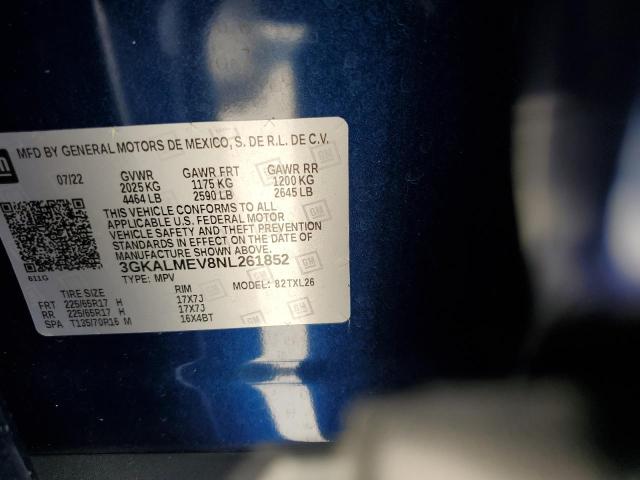 gm MFD BY GENERAL MOTORS DE MEXICO, S. DE R.L. DE C.V.
07/22 GVWR GAWR FRT GAWR RR
2025 KG 1175 KG 1200 KG
4464 LB 2590 LB 2645 LB
THIS VEHICLE CONFORMS TO ALL
APPLICABLE U.S. FEDERAL MOTOR
VEHICLE SAFETY AND THEFT PREVENTION
STANDARDS IN EFFECT ON THE DATE OF
MANUFACTURE SHOWN ABOVE.
3GKALMEV8NL261852
611G TYPE: MPV MODEL: 82TXL26
TIRE SIZE RIM
FRT 225/65R17 H 17X7J
RR 225/65R17 H 17X7J
SPA T135/70R16 M 16X4BT